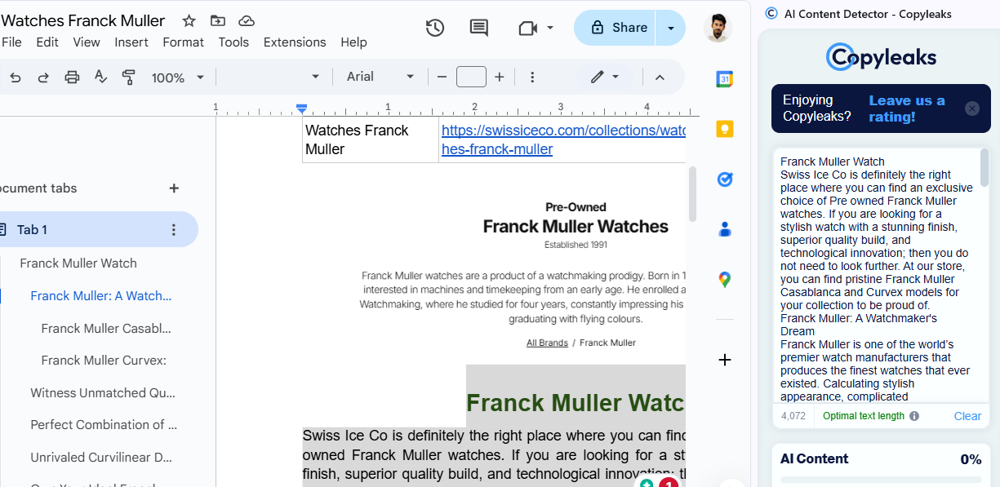 Watches Franck Muller
File Edit View Insert Format Tools Extensions Help
Share
100%
Arial
1 1 2 3 4
Watches Franck
Muller
https://swissiceco.com/collections/watc
hes-franck-muller
ocument tabs
Tab 1
Franck Muller Watch
Franck Muller: A Watch...
Franck Muller Casabl...
Franck Muller Curvex:
Witness Unmatched Qu...
Perfect Combination of ...
Unrivaled Curvilinear D...
Pre-Owned
Franck Muller Watches
Established 1991
Franck Muller watches are a product of a watchmaking prodigy. Born in 1
interested in machines and timekeeping from an early age. He enrolled a
Watchmaking, where he studied for four years, constantly impressing his
graduating with flying colours.
All Brands / Franck Muller
Franck Muller Watc
Swiss Ice Co is definitely the right place where you can find
owned Franck Muller watches. If you are looking for a st
finish, superior quality build, and technological innovation; t
1
31
AI Content Detector - Copyleaks
Copyleaks
Enjoying
Copyleaks?
Leave us a
rating!
Franck Muller Watch
Swiss Ice Co is definitely the right
place where you can find an exclusive
choice of Pre owned Franck Muller
watches. If you are looking for a
stylish watch with a stunning finish,
superior quality build, and
technological innovation; then you do
not need to look further. At our store,
you can find pristine Franck Muller
Casablanca and Curvex models for
your collection to be proud of.
Franck Muller: A Watchmaker's
Dream
Franck Muller is one of the world's
premier watch manufacturers that
produces the finest watches that ever
existed. Calculating stylish
appearance, complicated
4,072 Optimal text length Clear
AI Content 0%